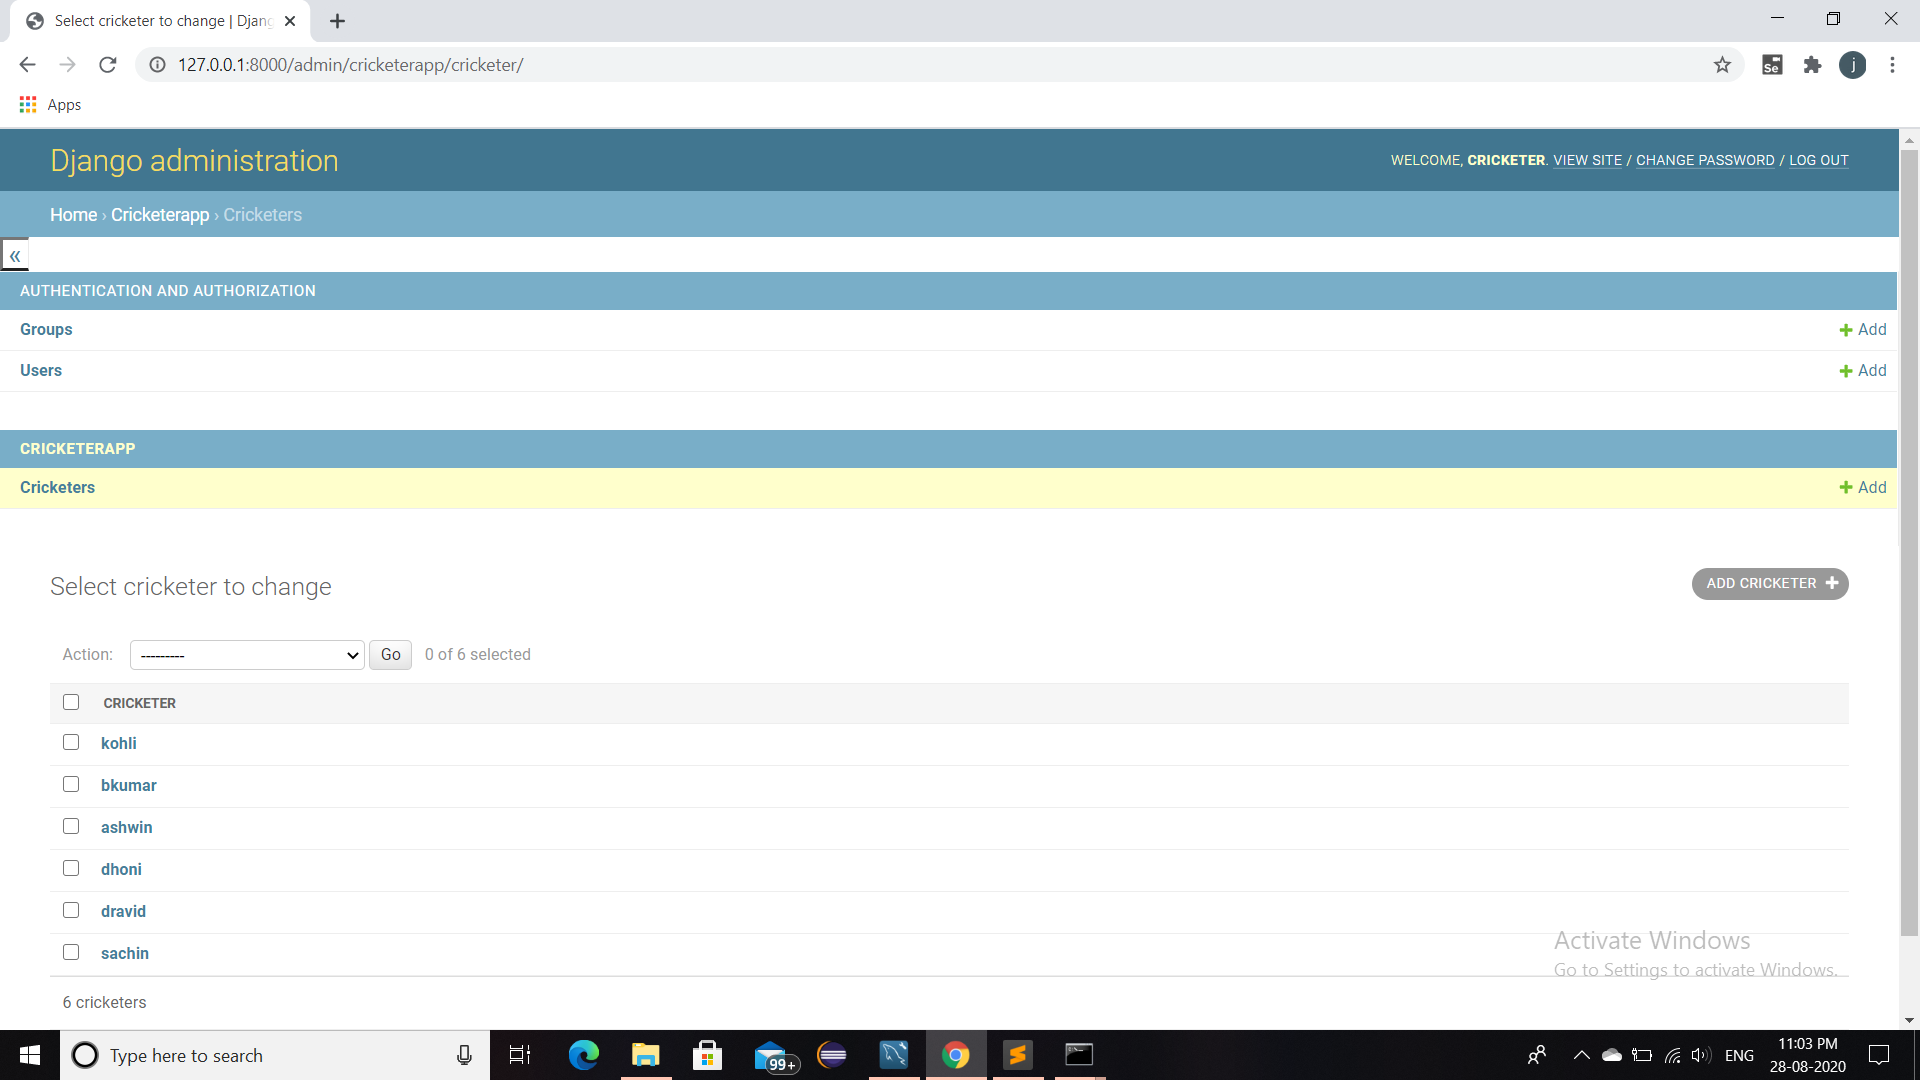 Select cricketer to change | Djang
127.0.0.1:8000/admin/cricketerapp/cricketer/
Se
j
Apps
Django administration
WELCOME, CRICKETER. VIEW SITE / CHANGE PASSWORD / LOG OUT
Home › Cricketerapp › Cricketers
«
AUTHENTICATION AND AUTHORIZATION
Groups
+ Add
Users
+ Add
CRICKETERAPP
Cricketers
+ Add
Select cricketer to change
ADD CRICKETER +
Action: --------- Go 0 of 6 selected
CRICKETER
kohli
bkumar
ashwin
dhoni
dravid
sachin
6 cricketers
Activate Windows
Go to Settings to activate Windows.
Type here to search
99+
ENG
11:03 PM
28-08-2020